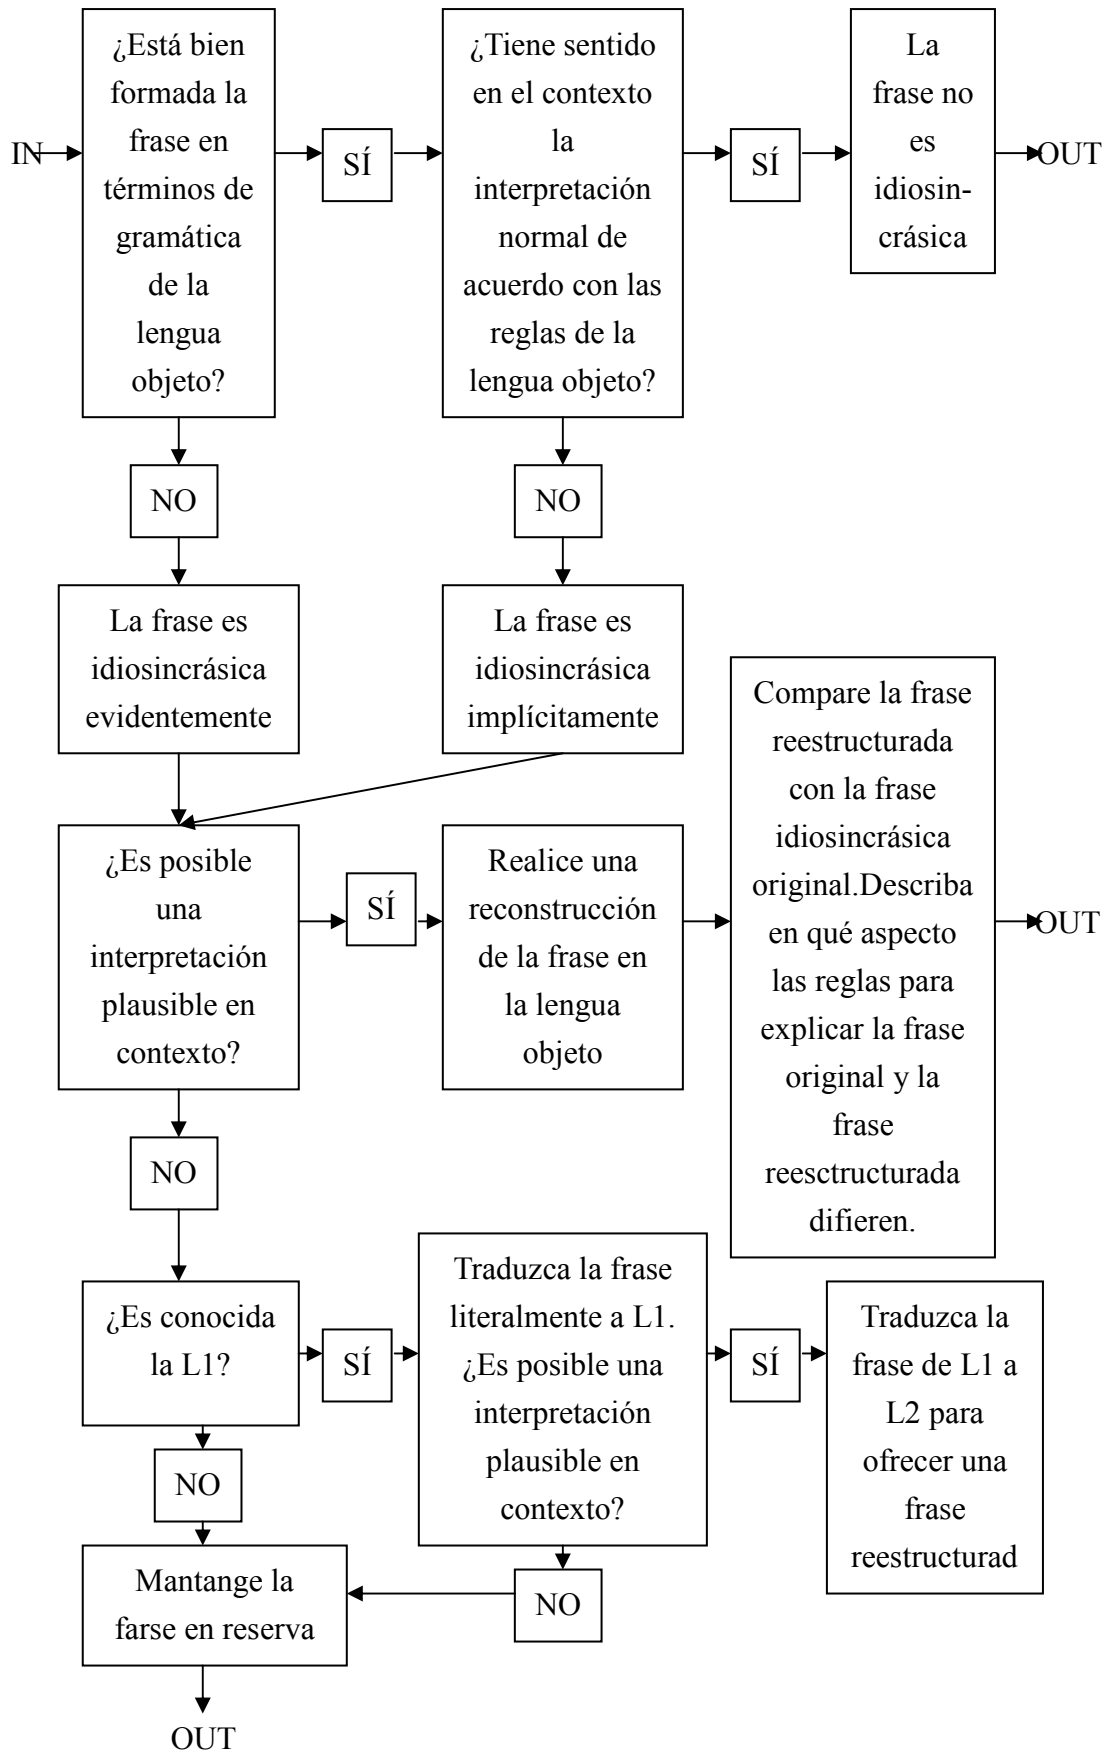 IN
¿Está bien
formada la
frase en
términos de
gramática
de la
lengua
objeto?
SÍ
¿Tiene sentido
en el contexto
la
interpretación
normal de
acuerdo con las
reglas de la
lengua objeto?
SÍ
La
frase no
es
idiosin-
crásica
OUT
NO
NO
La frase es
idiosincrásica
evidentemente
La frase es
idiosincrásica
implícitamente
¿Es posible
una
interpretación
plausible en
contexto?
SÍ
Realice una
reconstrucción
de la frase en
la lengua
objeto
Compare la frase
reestructurada
con la frase
idiosincrásica
original.Describa
en qué aspecto
las reglas para
explicar la frase
original y la
frase
reesctructurada
difieren.
OUT
NO
¿Es conocida
la L1?
SÍ
Traduzca la frase
literalmente a L1.
¿Es posible una
interpretación
plausible en
contexto?
SÍ
Traduzca la
frase de L1 a
L2 para
ofrecer una
frase
reestructurad
NO
NO
Mantange la
farse en reserva
OUT